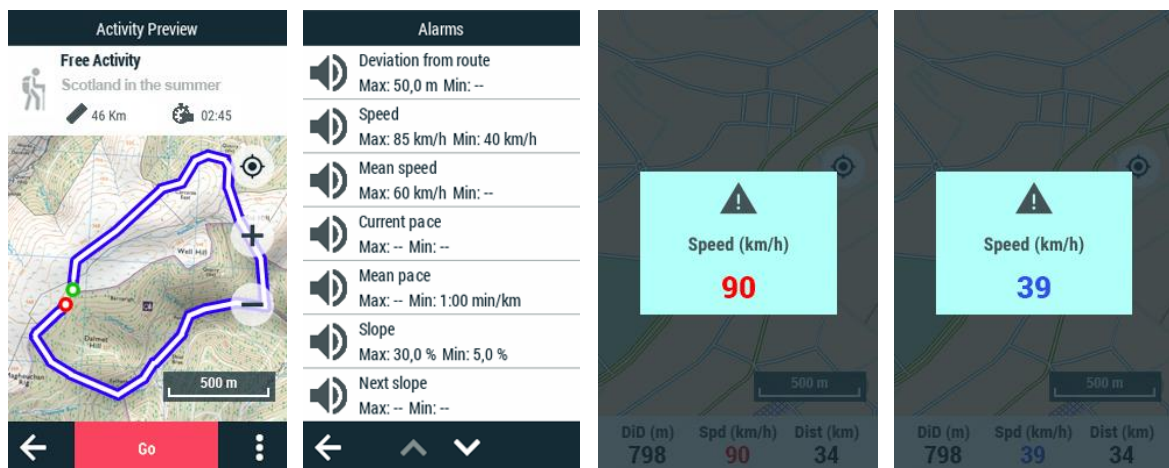 Activity Preview
Free Activity
Scotland in the summer
46 Km
02:45
Well Hill
Dalmet
Hill
500 m
Go
Alarms
Deviation from route
Max: 50,0 m Min: --
Speed
Max: 85 km/h Min: 40 km/h
Mean speed
Max: 60 km/h Min: --
Current pace
Max: -- Min: --
Mean pace
Max: -- Min: 1:00 min/km
Slope
Max: 30,0 % Min: 5,0 %
Next slope
Max: -- Min: --
Speed (km/h)
90
500 m
DiD (m) Spd (km/h) Dist (km)
798 90 34
Speed (km/h)
39
500 m
DiD (m) Spd (km/h) Dist (km)
798 39 34